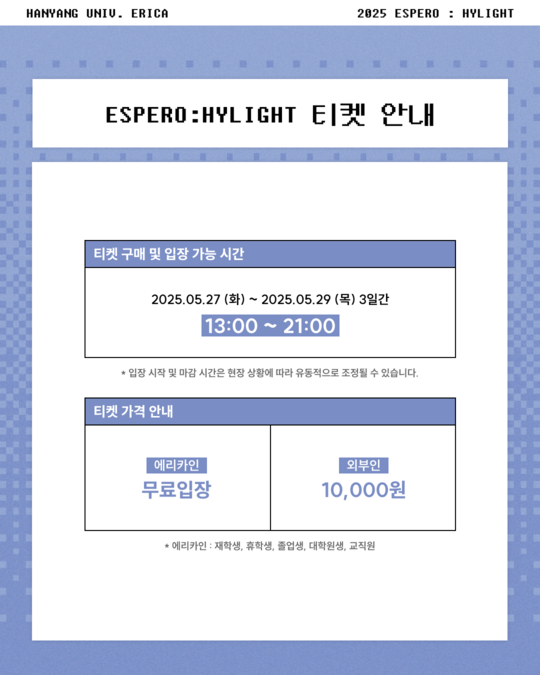 HANYANG UNIV. ERICA
2025 ESPERO : HYLIGHT
ESPERO:HYLIGHT 티켓 안내
티켓 구매 및 입장 가능 시간
2025.05.27 (화) ~ 2025.05.29 (목) 3일간
13:00 ~ 21:00
* 입장 시작 및 마감 시간은 현장 상황에 따라 유동적으로 조정될 수 있습니다.
티켓 가격 안내
에리카인
무료입장
외부인
10,000원
* 에리카인 : 재학생, 휴학생, 졸업생, 대학원생, 교직원